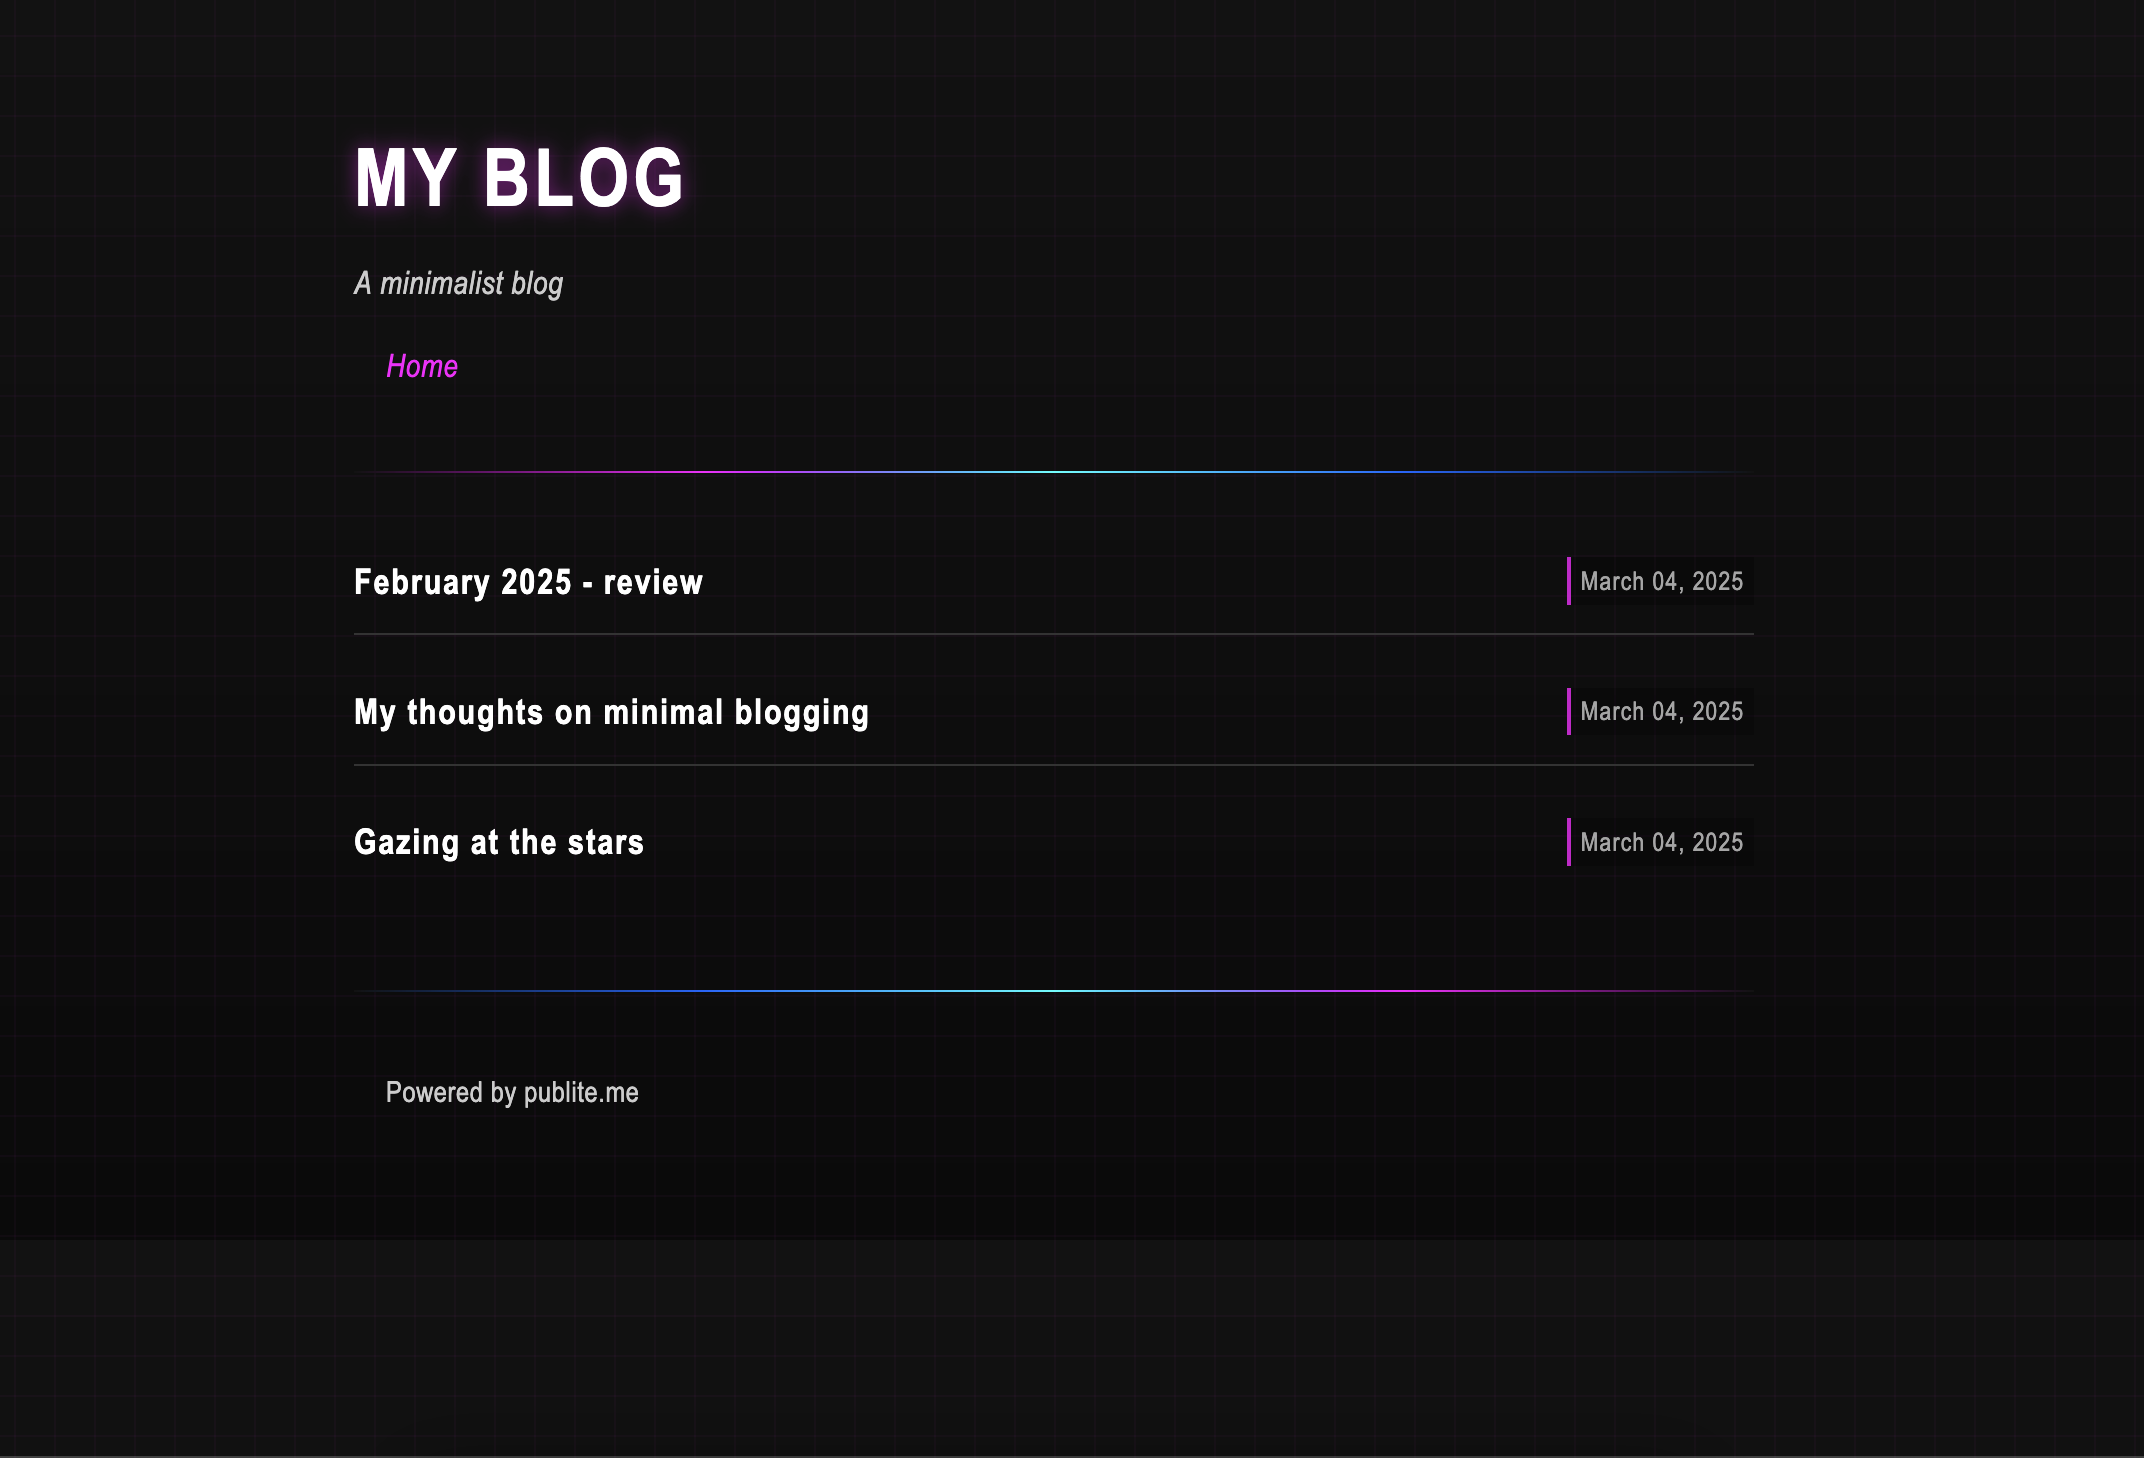 MY BLOG
A minimalist blog
Home
February 2025 - review
March 04, 2025
My thoughts on minimal blogging
March 04, 2025
Gazing at the stars
March 04, 2025
Powered by publite.me